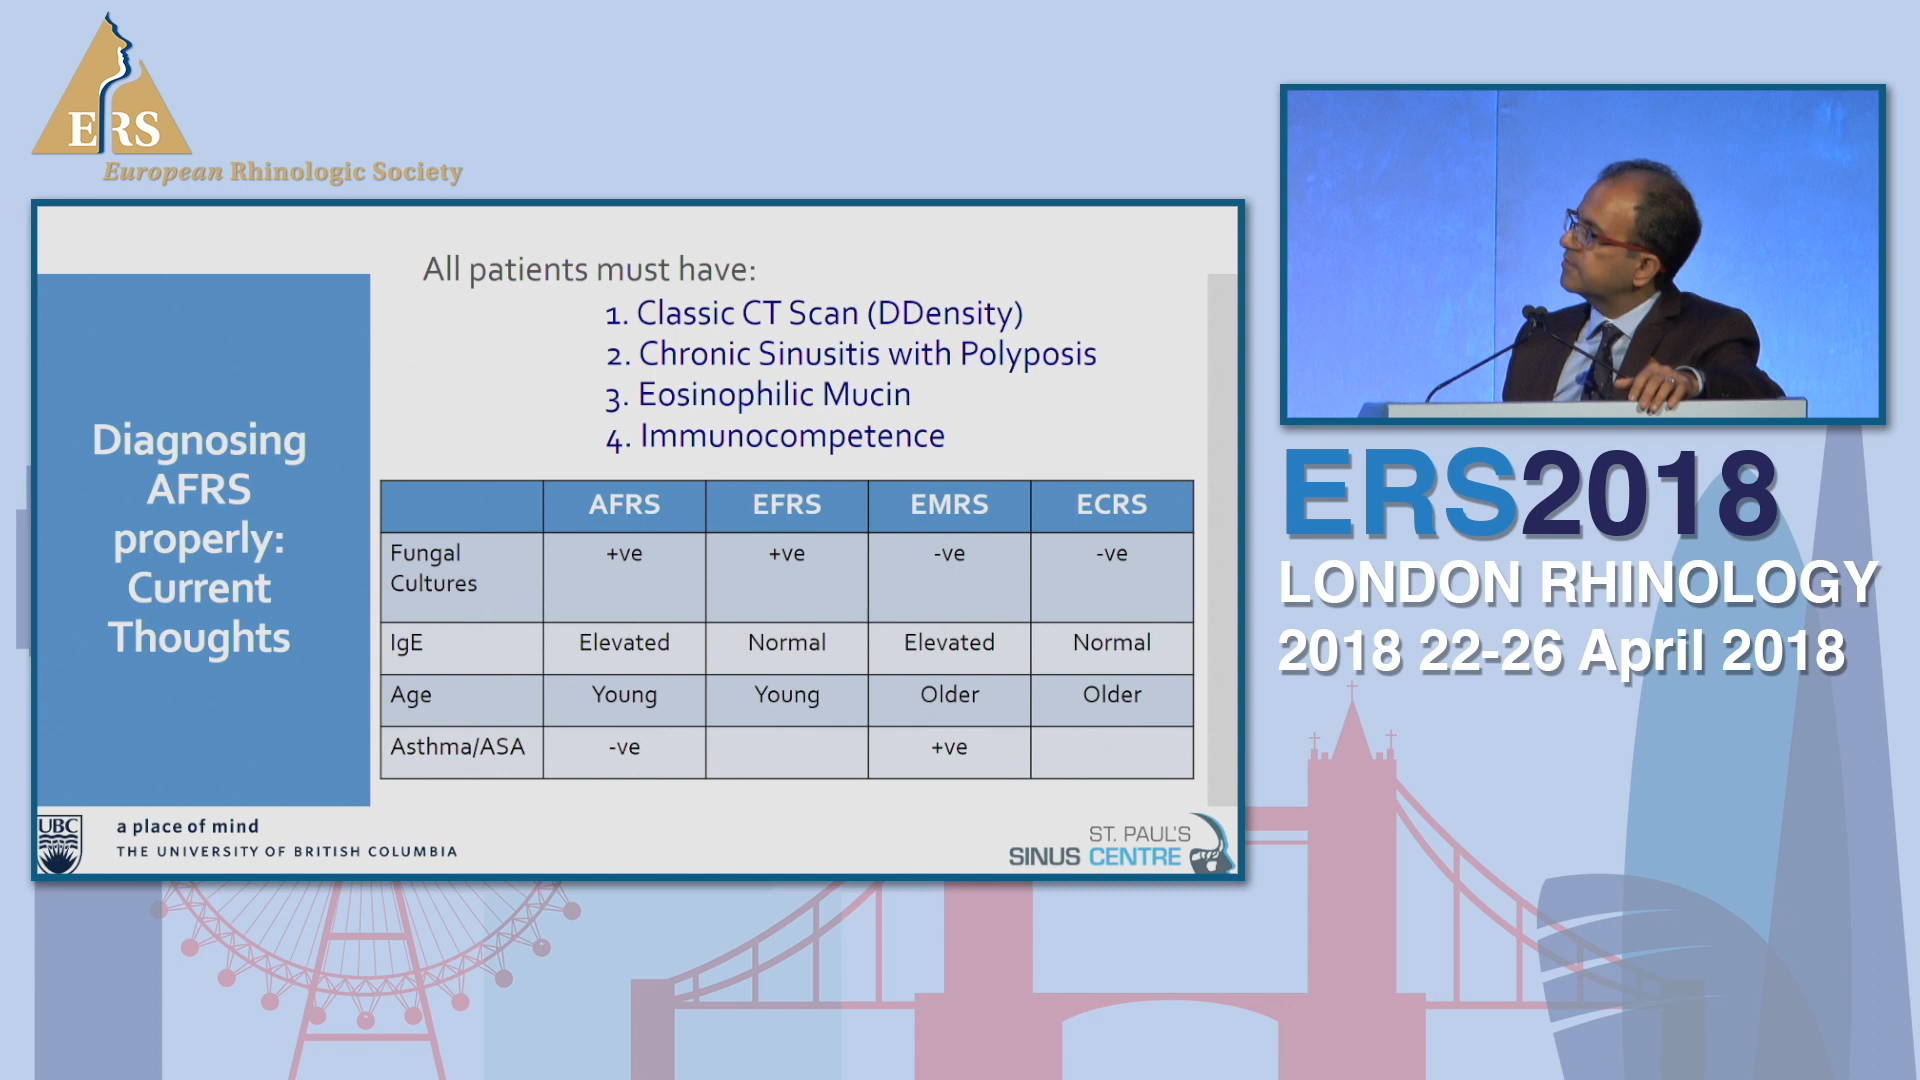 ERS
European Rhinologic Society
All patients must have:
1. Classic CT Scan (DDensity)
2. Chronic Sinusitis with Polyposis
3. Eosinophilic Mucin
4. Immunocompetence
Diagnosing
AFRS
properly:
Current
Thoughts
AFRS EFRS EMRS ECRS
Fungal Cultures +ve +ve -ve -ve
IgE Elevated Normal Elevated Normal
Age Young Young Older Older
Asthma/ASA -ve +ve
UBC
a place of mind
THE UNIVERSITY OF BRITISH COLUMBIA
ST. PAUL'S
SINUS CENTRE
ERS2018
LONDON RHINOLOGY
2018 22-26 April 2018